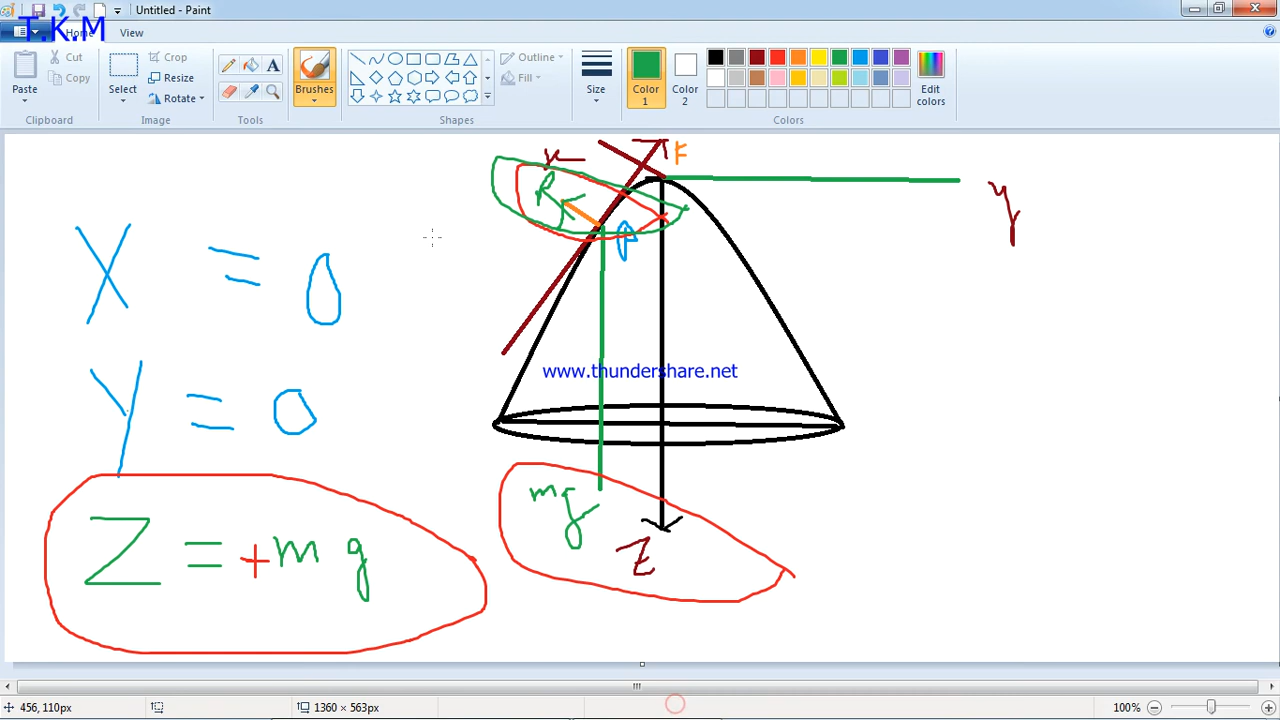 Untitled - Paint
T.K.M
Home View
Paste
Cut
Copy
Clipboard
Select
Crop
Resize
Rotate
Image
Tools
Brushes
Outline
Fill
Shapes
Size
Color 1
Color 2
Edit colors
Colors
F
R
P
y
X = 0
www.thundershare.net
Y = 0
mg
Z
Z = +mg
456, 110px
1360 × 563px
100%